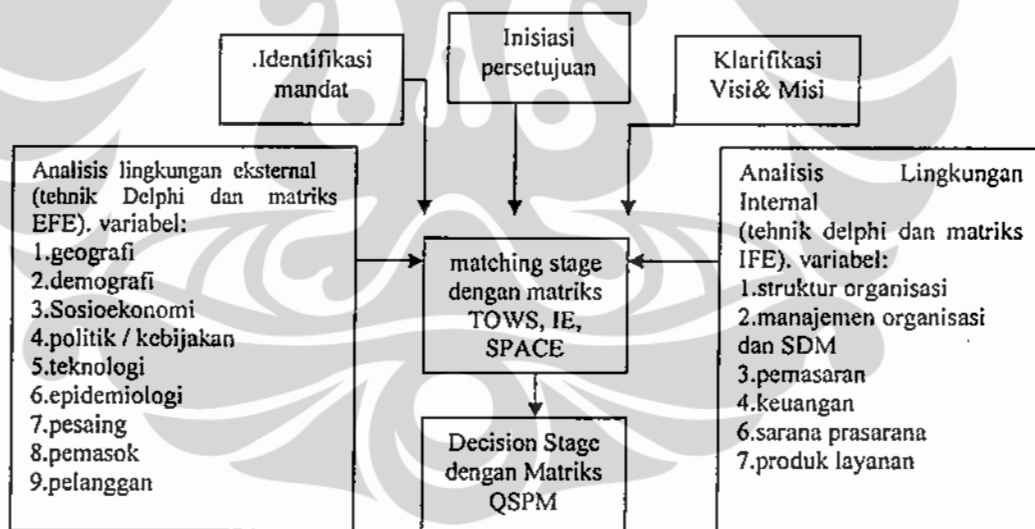 .Identifikasi
mandat
Inisiasi
persetujuan
Klarifikasi
Visi& Misi
Analisis lingkungan eksternal
(tehnik Delphi dan matriks
EFE). variabel:
1.geografi
2.demografi
3.Sosioekonomi
4.politik / kebijakan
5.teknologi
6.epidemiologi
7.pesaing
8.pemasok
9.pelanggan
matching stage
dengan matriks
TOWS, IE,
SPACE
Decision Stage
dengan Matriks
QSPM
Analisis Lingkungan
Internal
(tehnik delphi dan matriks
IFE). variabel:
1.struktur organisasi
2.manajemen organisasi
dan SDM
3.pemasaran
4.keuangan
6.sarana prasarana
7.produk layanan